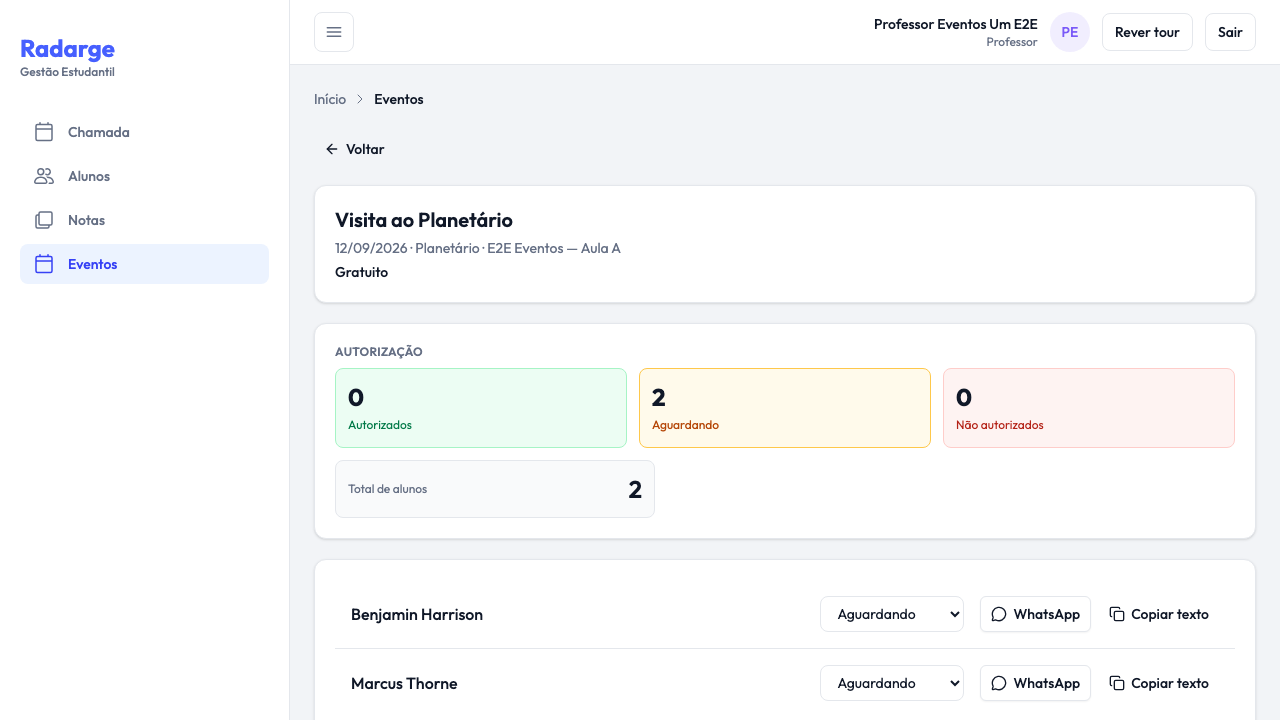 Radarge
Gestão Estudantil
Chamada
Alunos
Notas
Eventos
Professor Eventos Um E2E
Professor
PE
Rever tour
Sair
Início
Eventos
Voltar
Visita ao Planetário
12/09/2026 · Planetário · E2E Eventos — Aula A
Gratuito
AUTORIZAÇÃO
0
Autorizados
2
Aguardando
0
Não autorizados
Total de alunos
2
Benjamin Harrison
Aguardando
WhatsApp
Copiar texto
Marcus Thorne
Aguardando
WhatsApp
Copiar texto